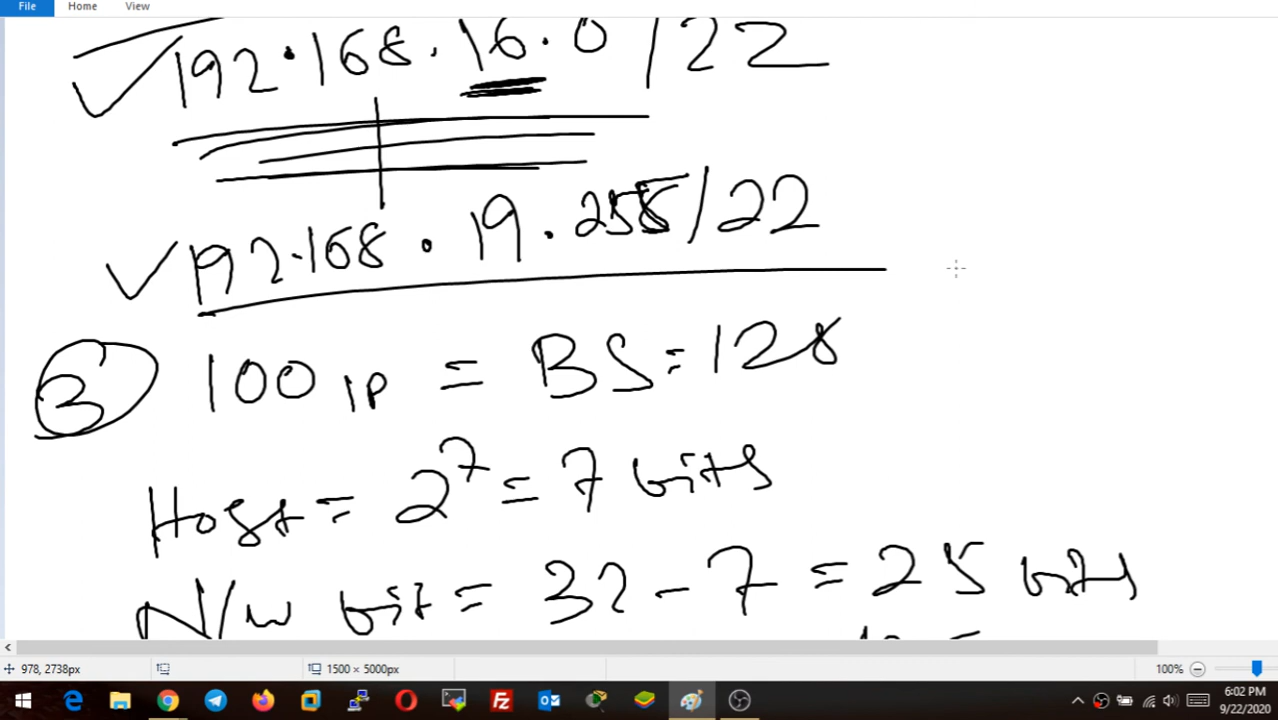 File Home View
192.168.16.0/22
192.168.19.255/22
3 100 IP = BS = 128
Host = 2^7 = 7 bits
N/w bit = 32 - 7 = 25 bits
978, 2738px 1500 × 5000px 100%
6:02 PM
9/22/2020